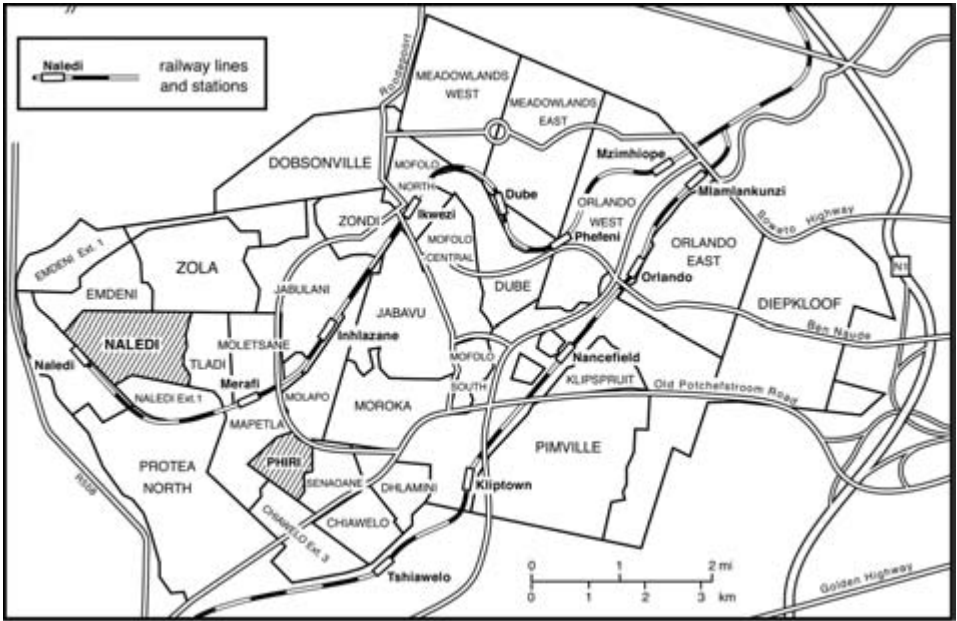 Naledi
railway lines
and stations
Roodeport
MEADOWLANDS
WEST
MEADOWLANDS
EAST
DOBSONVILLE
MOFOLO
NORTH
Mzimhlope
Mlamlankunzi
Dube
Ikwezi
ORLANDO
WEST
Soweto Highway
ZONDI
MOFOLO
CENTRAL
Phefeni
ORLANDO
EAST
EMDENI Ext. 1
ZOLA
N1
EMDENI
JABULANI
DUBE
Orlando
DIEPKLOOF
JABAVU
Ben Naude
NALEDI
MOLETSANE
Inhlazane
Naledi
TLADI
MOFOLO
SOUTH
Nancefield
KLIPSPRUIT
Merafi
NALEDI Ext.1
MOLAPO
MOROKA
Old Potchefstroom Road
MAPETLA
PROTEA
NORTH
PHIRI
SENAOANE
DHLAMINI
PIMVILLE
Kliptown
R558
CHIAWELO Ext. 3
CHIAWELO
Tshiawelo
0 1 2 mi
0 1 2 3 km
Golden Highway